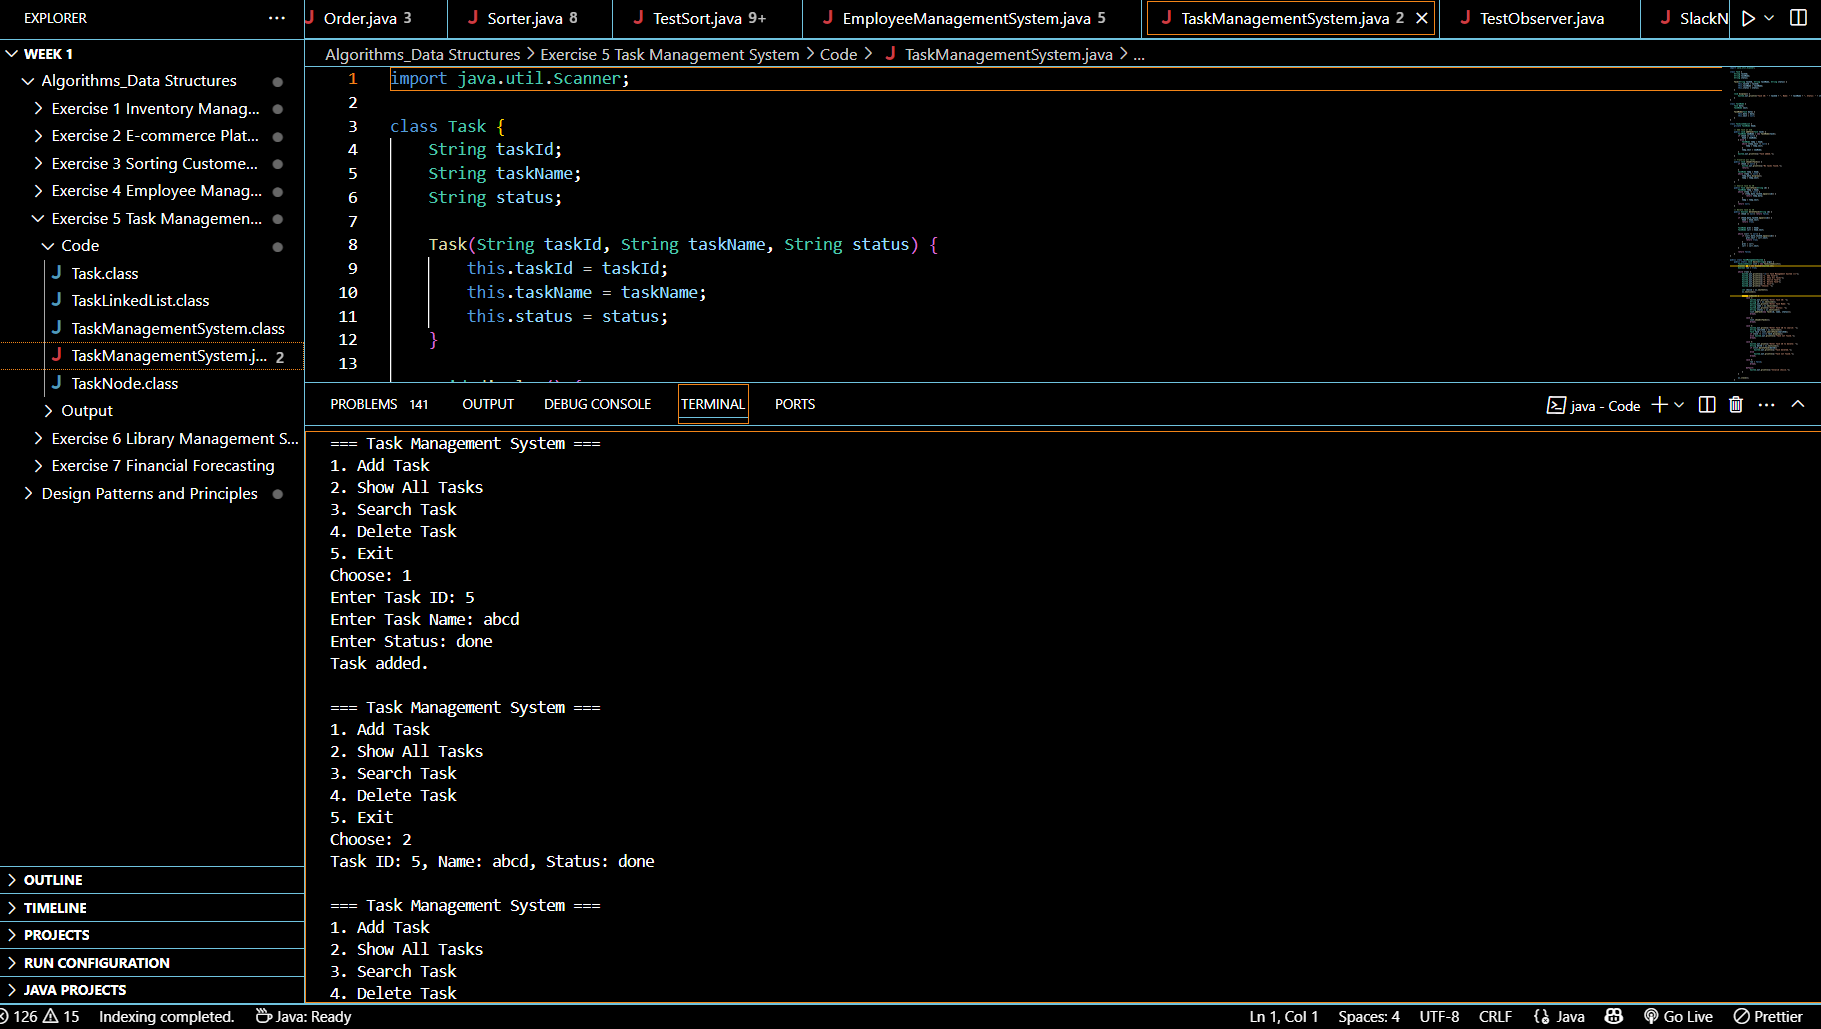 EXPLORER
Order.java 3
Sorter.java 8
TestSort.java 9+
EmployeeManagementSystem.java 5
TaskManagementSystem.java 2
TestObserver.java
SlackN
WEEK 1
Algorithms_Data Structures
Exercise 1 Inventory Manag...
Exercise 2 E-commerce Plat...
Exercise 3 Sorting Custome...
Exercise 4 Employee Manag...
Exercise 5 Task Managemen...
Code
Task.class
TaskLinkedList.class
TaskManagementSystem.class
TaskManagementSystem.j... 2
TaskNode.class
Output
Exercise 6 Library Management S...
Exercise 7 Financial Forecasting
Design Patterns and Principles
OUTLINE
TIMELINE
PROJECTS
RUN CONFIGURATION
JAVA PROJECTS
Algorithms_Data Structures > Exercise 5 Task Management System > Code > TaskManagementSystem.java > ...
1 import java.util.Scanner;
2
3 class Task {
4 String taskId;
5 String taskName;
6 String status;
7
8 Task(String taskId, String taskName, String status) {
9 this.taskId = taskId;
10 this.taskName = taskName;
11 this.status = status;
12 }
13
PROBLEMS 141
OUTPUT
DEBUG CONSOLE
TERMINAL
PORTS
java - Code
=== Task Management System ===
1. Add Task
2. Show All Tasks
3. Search Task
4. Delete Task
5. Exit
Choose: 1
Enter Task ID: 5
Enter Task Name: abcd
Enter Status: done
Task added.
=== Task Management System ===
1. Add Task
2. Show All Tasks
3. Search Task
4. Delete Task
5. Exit
Choose: 2
Task ID: 5, Name: abcd, Status: done
=== Task Management System ===
1. Add Task
2. Show All Tasks
3. Search Task
4. Delete Task
126 15 Indexing completed. Java: Ready
Ln 1, Col 1 Spaces: 4 UTF-8 CRLF Java Go Live Prettier